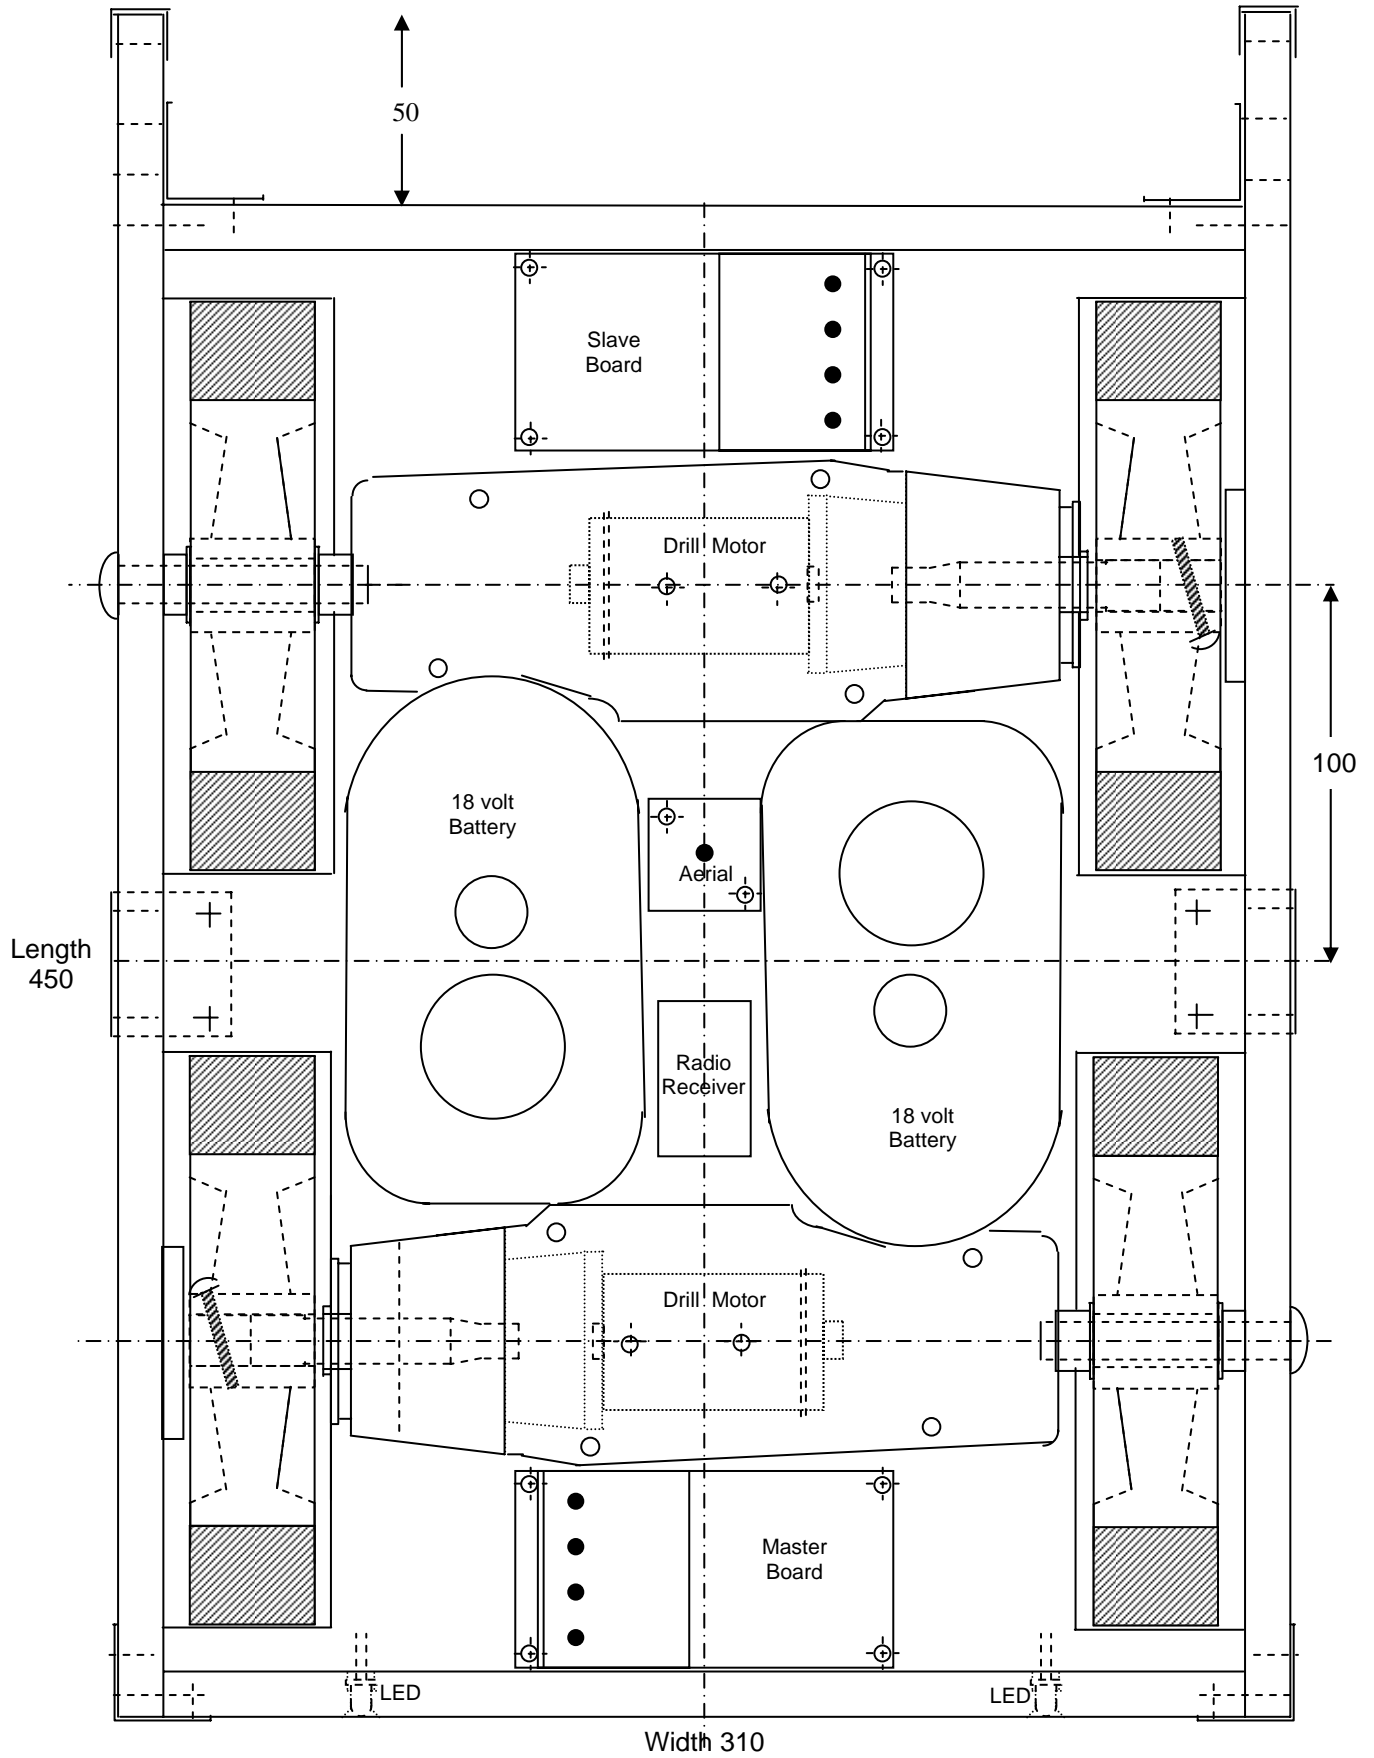 50
Slave
Board
Drill Motor
100
18 volt
Battery
Aerial
Length
450
Radio
Receiver
18 volt
Battery
Drill Motor
Master
Board
LED
LED
Width 310